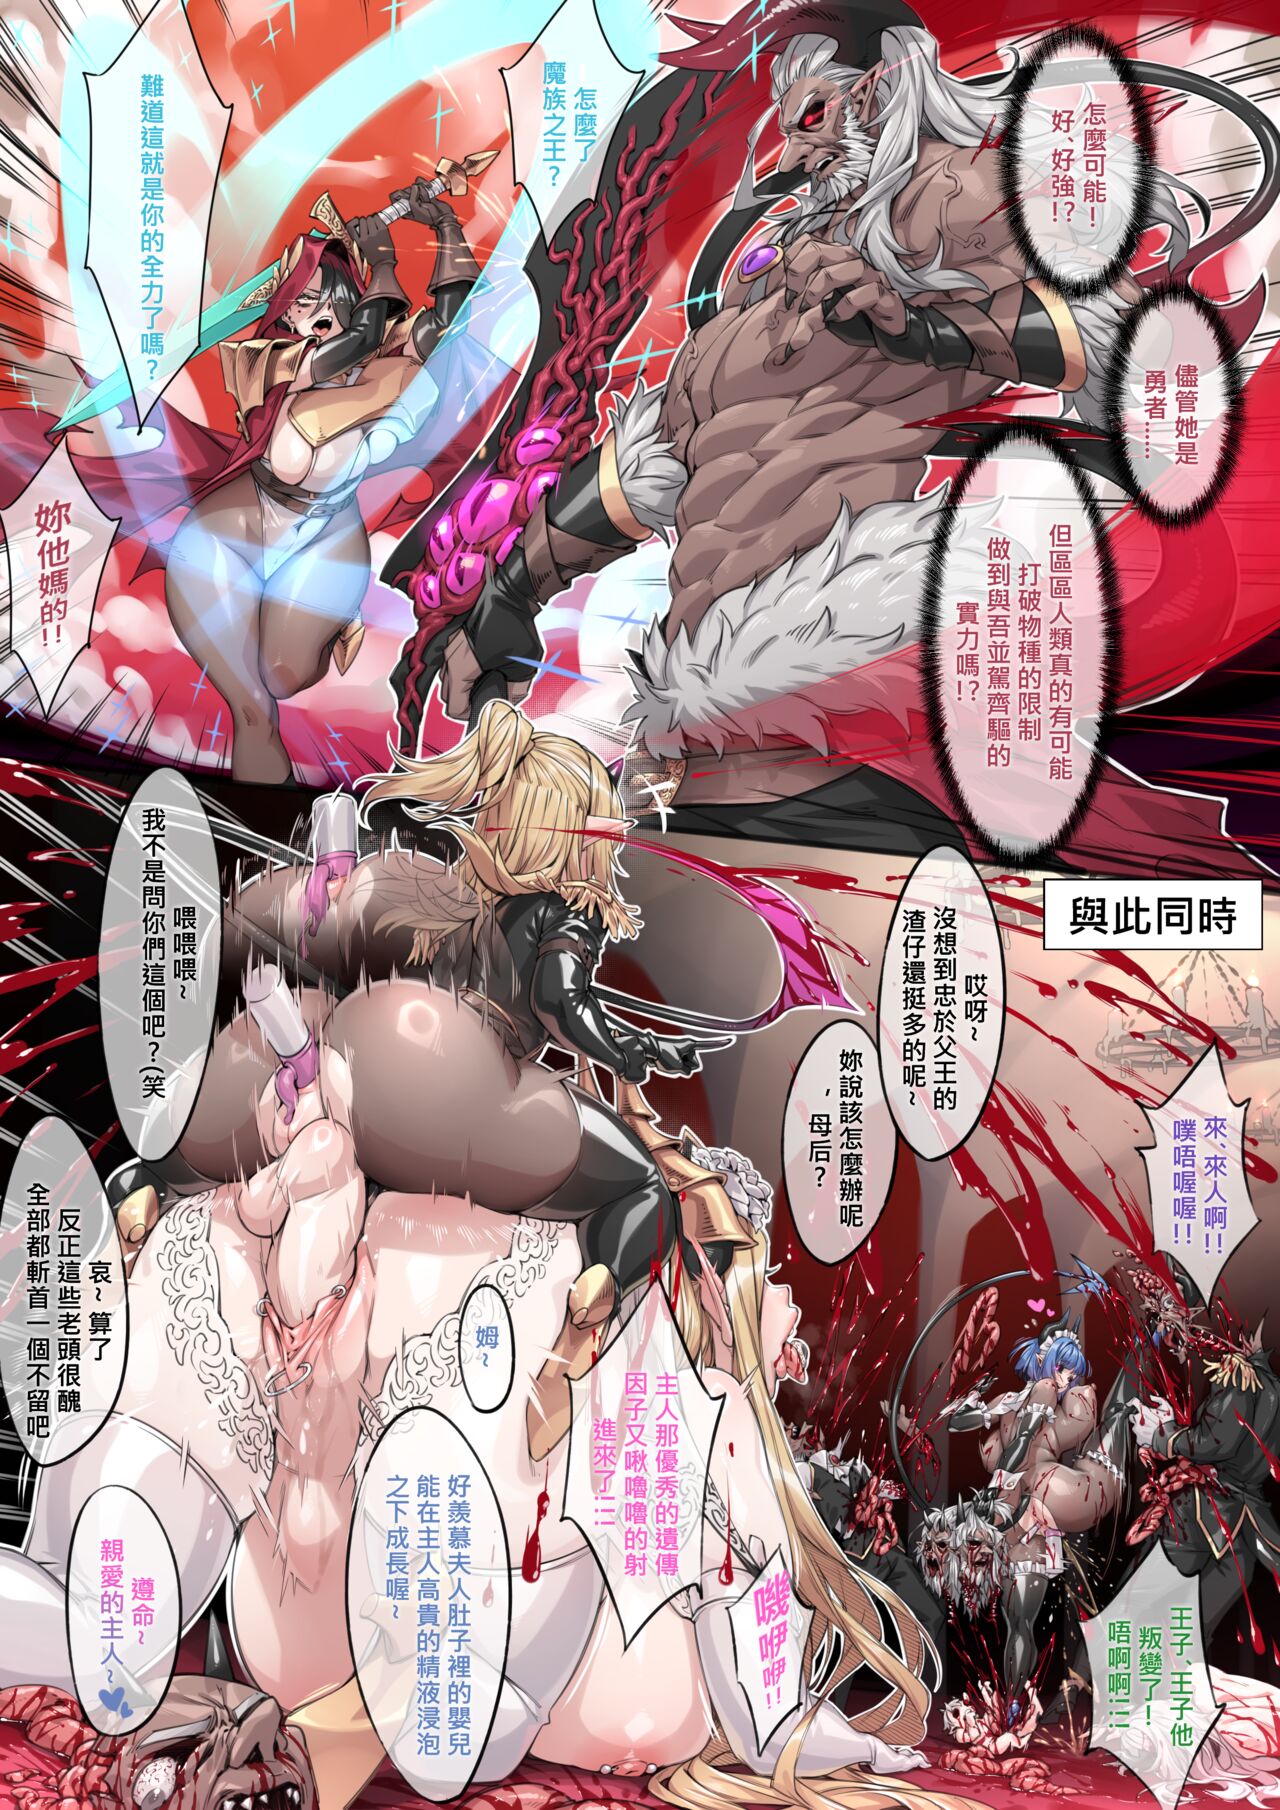 怎麼可能!
好、好強!?
儘管她是
勇者......
但區區人類真的有可能
打破物種的限制
做到與吾並駕齊驅的
實力嗎!?
怎麼了
魔族之王?
難道這就是你的全力了嗎?
妳他媽的!!
與此同時
哎呀~
沒想到忠於父王的
渣仔還挺多的呢~
妳說該怎麼辦呢
,母后?
來、來人啊!!
噗唔喔喔!!
喂喂喂~
我不是問你們這個吧?(笑
哀~算了
反正這些老頭很醜
全部都斬首一個不留吧
姆~
主人那優秀的遺傳
因子又啾嚕嚕的射
進來了!!!
嘰咿咿!!
好羨慕夫人肚子裡的嬰兒
能在主人高貴的精液浸泡
之下成長喔~
遵命~
親愛的主人~
王子、王子他
叛變了!
唔啊啊!!!